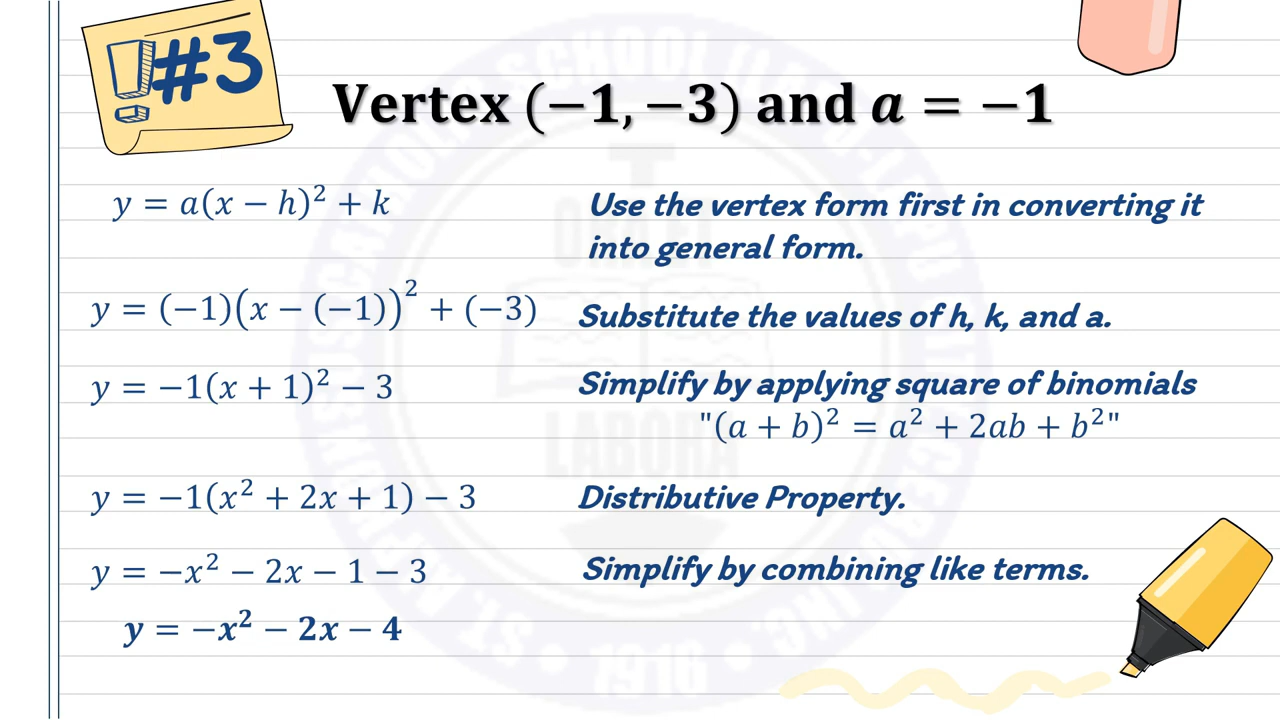 !#3
Vertex (−1, −3) and a = −1
y = a(x − h)² + k
Use the vertex form first in converting it
into general form.
y = (−1)(x − (−1))² + (−3)
Substitute the values of h, k, and a.
y = −1(x + 1)² − 3
Simplify by applying square of binomials
"(a + b)² = a² + 2ab + b²"
y = −1(x² + 2x + 1) − 3
Distributive Property.
y = −x² − 2x − 1 − 3
Simplify by combining like terms.
y = −x² − 2x − 4
LABORA
1916